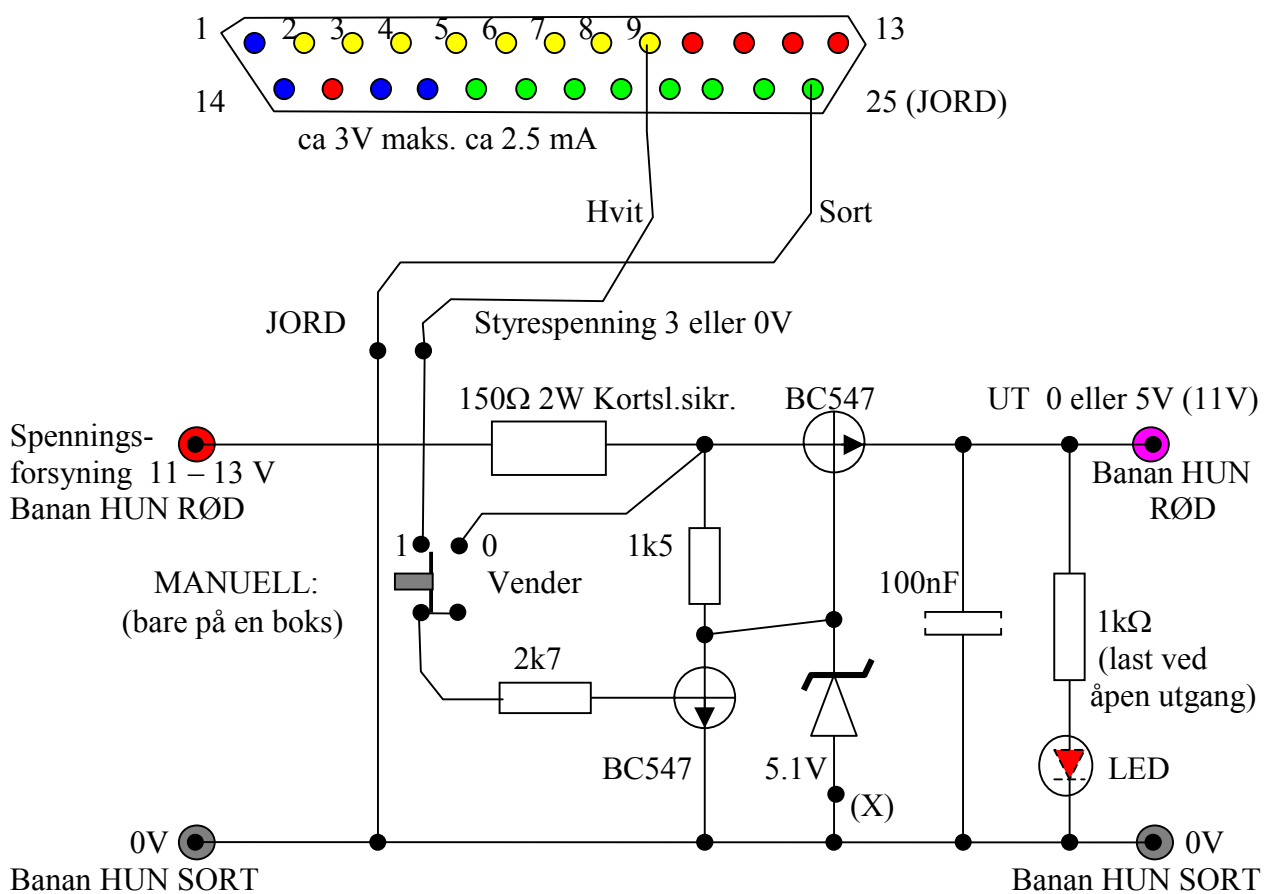 1 2 3 4 5 6 7 8 9 13
14 25 (JORD)
ca 3V maks. ca 2.5 mA
Hvit Sort
JORD Styrespenning 3 eller 0V
150Ω 2W Kortsl.sikr. BC547 UT 0 eller 5V (11V)
Spennings-
forsyning 11 – 13 V
Banan HUN RØD
Banan HUN
RØD
1 0
1k5
MANUELL:
(bare på en boks)
Vender
100nF
1kΩ
(last ved
åpen utgang)
2k7
BC547 5.1V LED
(X)
0V
Banan HUN SORT
0V
Banan HUN SORT